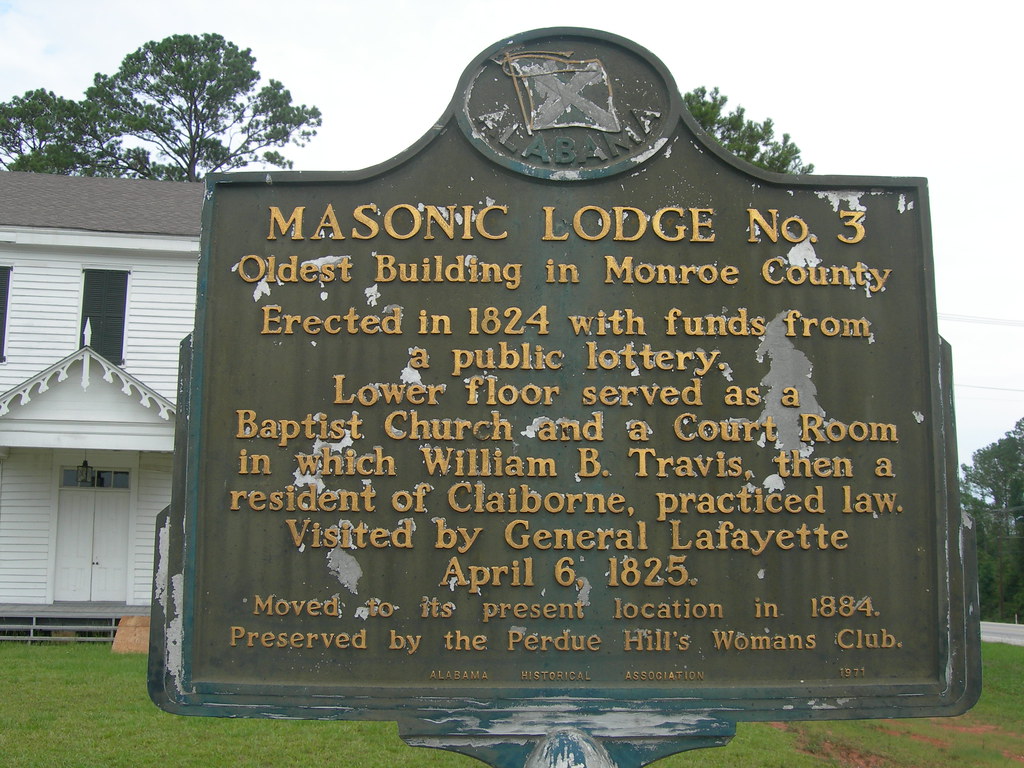 ALABAMA
MASONIC LODGE No. 3
Oldest Building in Monroe County
Erected in 1824 with funds from
a public lottery.
Lower floor served as a
Baptist Church and a Court Room
in which William B. Travis, then a
resident of Claiborne, practiced law.
Visited by General Lafayette
April 6, 1825.
Moved to its present location in 1884.
Preserved by the Perdue Hill's Womans Club.
ALABAMA HISTORICAL ASSOCIATION 1971